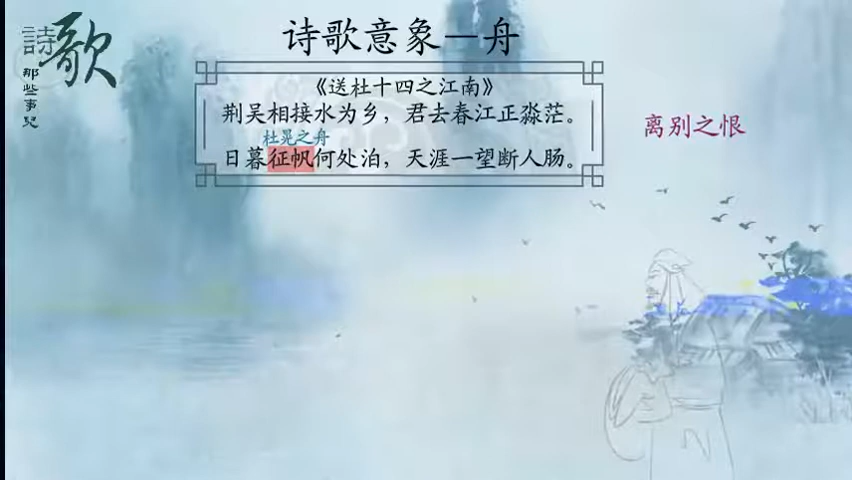 詩歌
那些事兒
诗歌意象—舟
《送杜十四之江南》
荆吴相接水为乡，君去春江正淼茫。
杜晃之舟
日暮征帆何处泊，天涯一望断人肠。
离别之恨